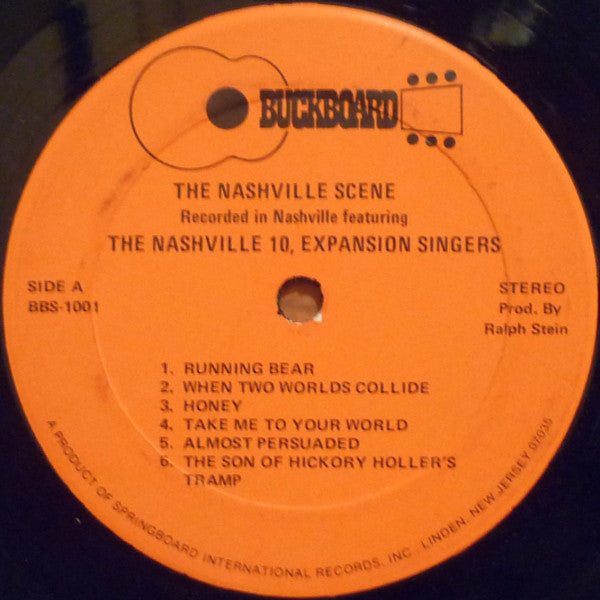 BUCKBOARD
THE NASHVILLE SCENE
Recorded in Nashville featuring
THE NASHVILLE 10, EXPANSION SINGERS
SIDE A
BBS-1001
STEREO
Prod. By
Ralph Stein
1. RUNNING BEAR
2. WHEN TWO WORLDS COLLIDE
3. HONEY
4. TAKE ME TO YOUR WORLD
5. ALMOST PERSUADED
6. THE SON OF HICKORY HOLLER'S
TRAMP
A PRODUCT OF SPRINGBOARD INTERNATIONAL RECORDS, INC. LINDEN, NEW JERSEY 07036